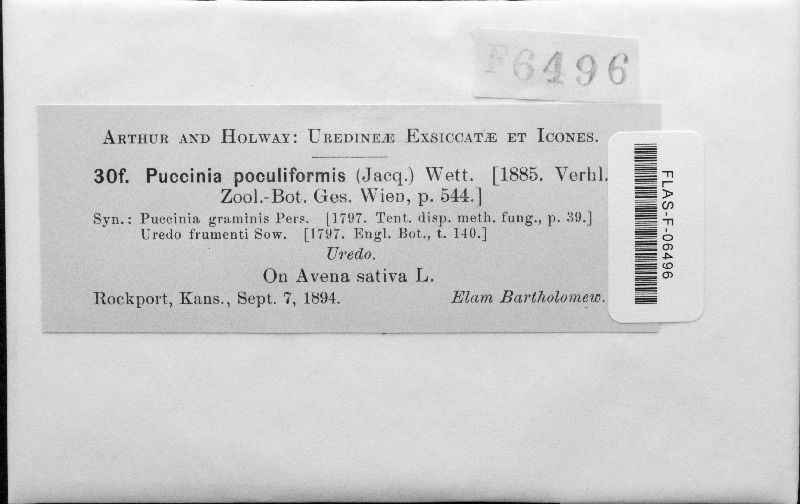 F6496
ARTHUR AND HOLWAY: UREDINEÆ EXSICCATÆ ET ICONES.
30f. Puccinia poculiformis (Jacq.) Wett. [1885. Verhl.
Zool.-Bot. Ges. Wien, p. 544.]
Syn.: Puccinia graminis Pers. [1797. Tent. disp. meth. fung., p. 39.]
Uredo frumenti Sow. [1797. Engl. Bot., t. 140.]
Uredo.
On Avena sativa L.
Rockport, Kans., Sept. 7, 1894. Elam Bartholomew.
FLAS-F-06496